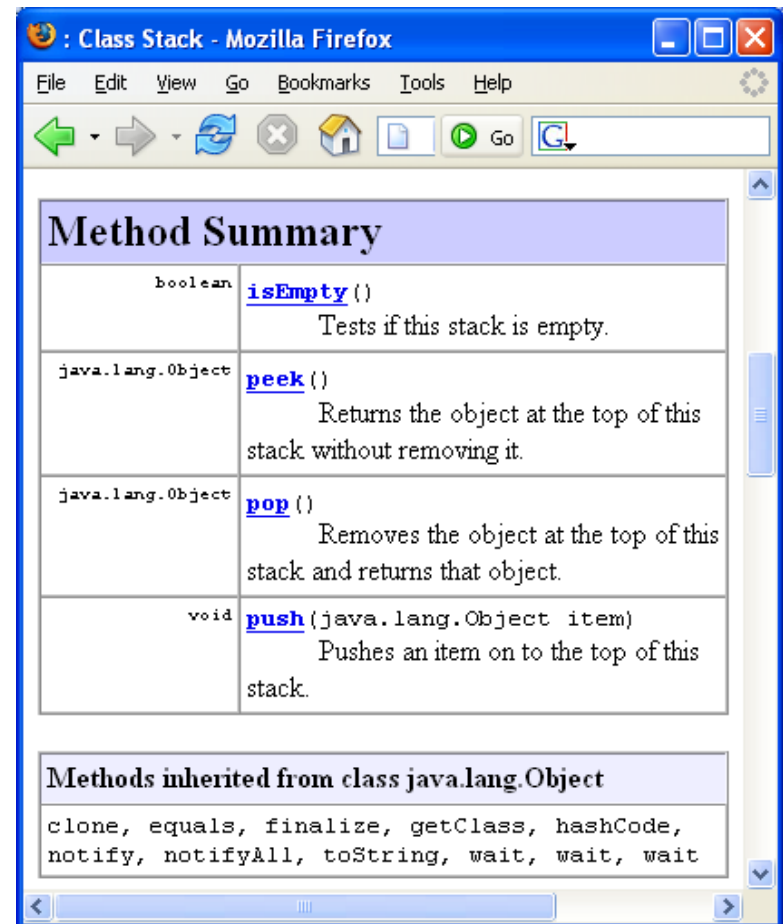 : Class Stack - Mozilla Firefox
File Edit View Go Bookmarks Tools Help
Go G
Method Summary
boolean isEmpty()
Tests if this stack is empty.
java.lang.Object peek()
Returns the object at the top of this
stack without removing it.
java.lang.Object pop()
Removes the object at the top of this
stack and returns that object.
void push(java.lang.Object item)
Pushes an item on to the top of this
stack.
Methods inherited from class java.lang.Object
clone, equals, finalize, getClass, hashCode,
notify, notifyAll, toString, wait, wait, wait